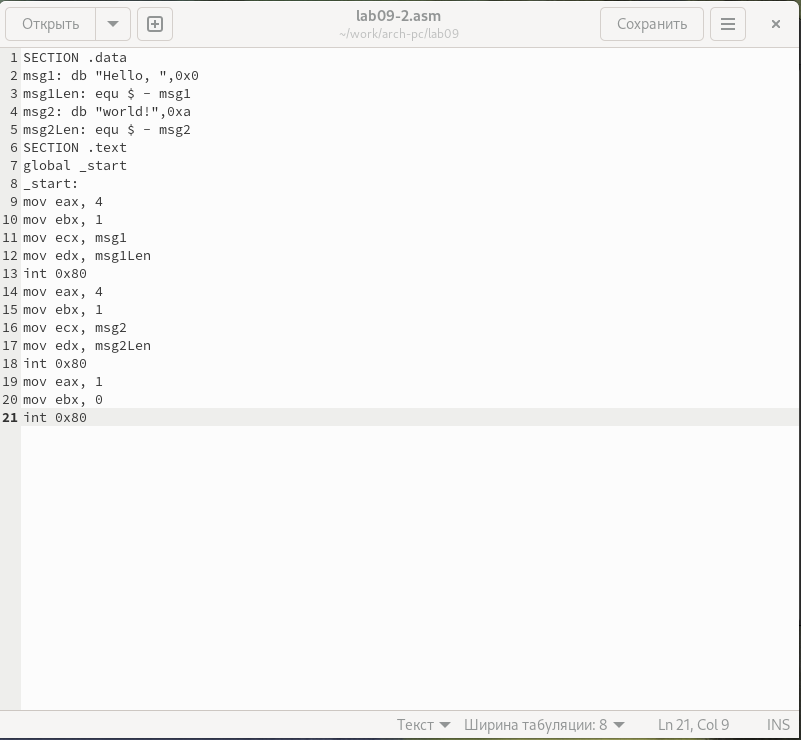 Открыть
lab09-2.asm
~/work/arch-pc/lab09
Сохранить
1 SECTION .data
2 msg1: db "Hello, ",0x0
3 msg1Len: equ $ - msg1
4 msg2: db "world!",0xa
5 msg2Len: equ $ - msg2
6 SECTION .text
7 global _start
8 _start:
9 mov eax, 4
10 mov ebx, 1
11 mov ecx, msg1
12 mov edx, msg1Len
13 int 0x80
14 mov eax, 4
15 mov ebx, 1
16 mov ecx, msg2
17 mov edx, msg2Len
18 int 0x80
19 mov eax, 1
20 mov ebx, 0
21 int 0x80
Текст Ширина табуляции: 8 Ln 21, Col 9 INS